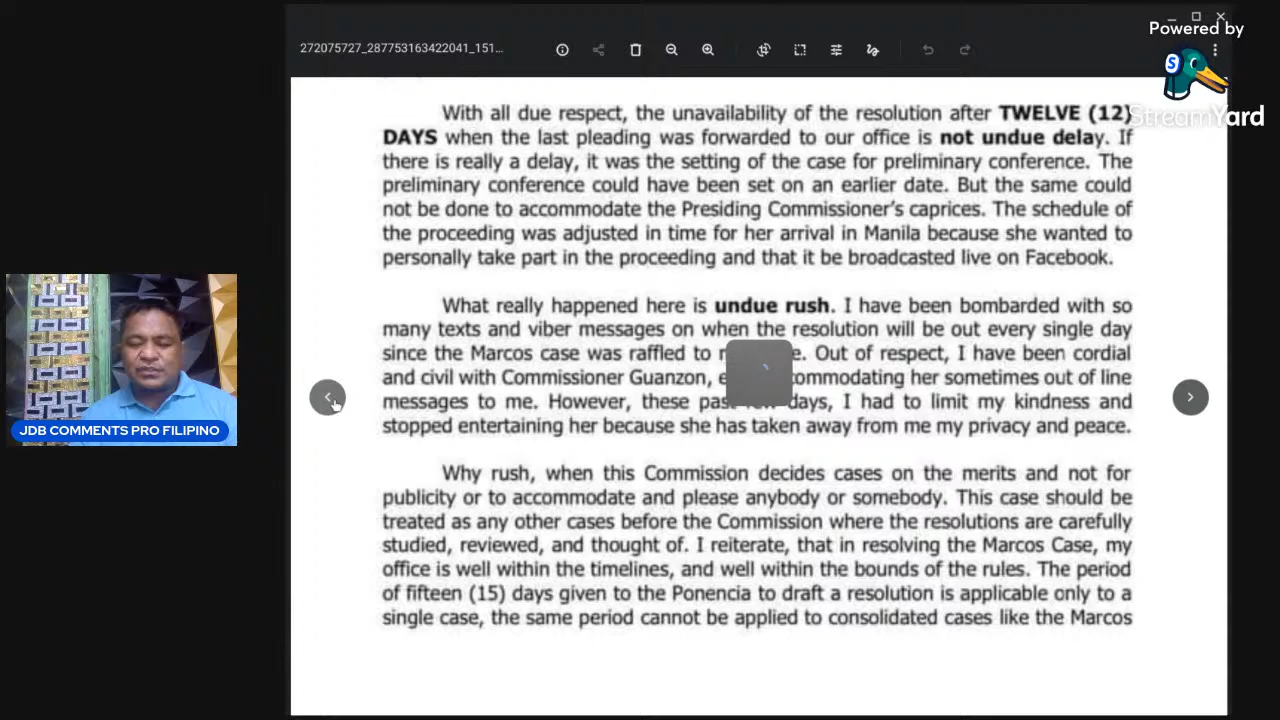 272075727_287753163422041_151...
Powered by
StreamYard
With all due respect, the unavailability of the resolution after TWELVE (12)
DAYS when the last pleading was forwarded to our office is not undue delay. If
there is really a delay, it was the setting of the case for preliminary conference. The
preliminary conference could have been set on an earlier date. But the same could
not be done to accommodate the Presiding Commissioner's caprices. The schedule of
the proceeding was adjusted in time for her arrival in Manila because she wanted to
personally take part in the proceeding and that it be broadcasted live on Facebook.
What really happened here is undue rush. I have been bombarded with so
many texts and viber messages on when the resolution will be out every single day
since the Marcos case was raffled to Out of respect, I have been cordial
and civil with Commissioner Guanzon, her sometimes out of line
messages to me. However, these days, I had to limit my kindness and
stopped entertaining her because she has taken away from me my privacy and peace.
Why rush, when this Commission decides cases on the merits and not for
publicity or to accommodate and please anybody or somebody. This case should be
treated as any other cases before the Commission where the resolutions are carefully
studied, reviewed, and thought of. I reiterate, that in resolving the Marcos Case, my
office is well within the timelines, and well within the bounds of the rules. The period
of fifteen (15) days given to the Ponencia to draft a resolution is applicable only to a
single case, the same period cannot be applied to consolidated cases like the Marcos
JDB COMMENTS PRO FILIPINO